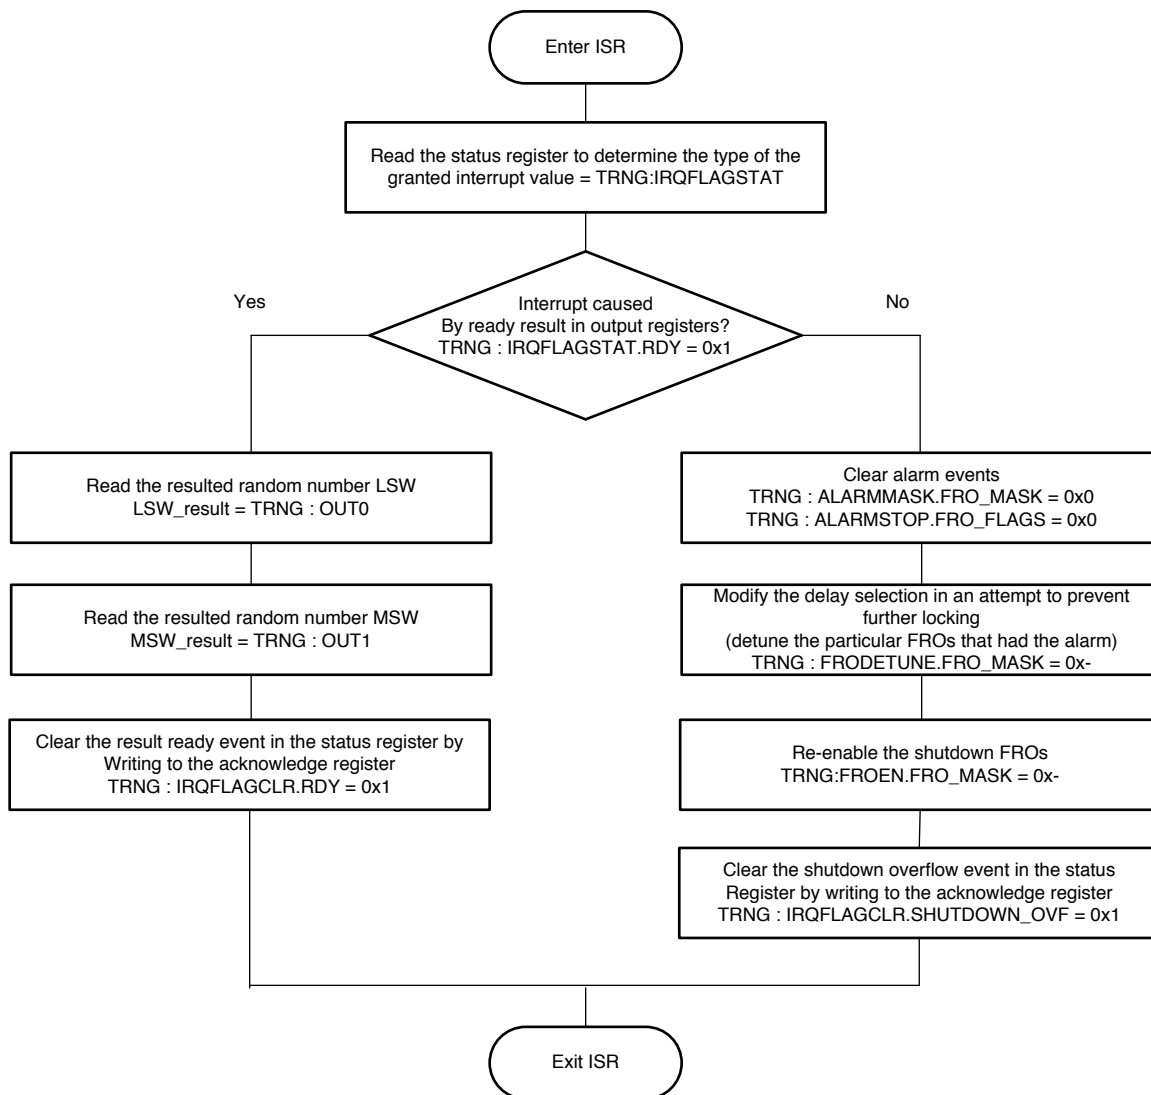 Enter ISR
Read the status register to determine the type of the
granted interrupt value = TRNG:IRQFLAGSTAT
Interrupt caused
By ready result in output registers?
TRNG : IRQFLAGSTAT.RDY = 0x1
Yes
No
Read the resulted random number LSW
LSW_result = TRNG : OUT0
Read the resulted random number MSW
MSW_result = TRNG : OUT1
Clear the result ready event in the status register by
Writing to the acknowledge register
TRNG : IRQFLAGCLR.RDY = 0x1
Clear alarm events
TRNG : ALARMMASK.FRO_MASK = 0x0
TRNG : ALARMSTOP.FRO_FLAGS = 0x0
Modify the delay selection in an attempt to prevent
further locking
(detune the particular FROs that had the alarm)
TRNG : FRODETUNE.FRO_MASK = 0x-
Re-enable the shutdown FROs
TRNG:FROEN.FRO_MASK = 0x-
Clear the shutdown overflow event in the status
Register by writing to the acknowledge register
TRNG : IRQFLAGCLR.SHUTDOWN_OVF = 0x1
Exit ISR